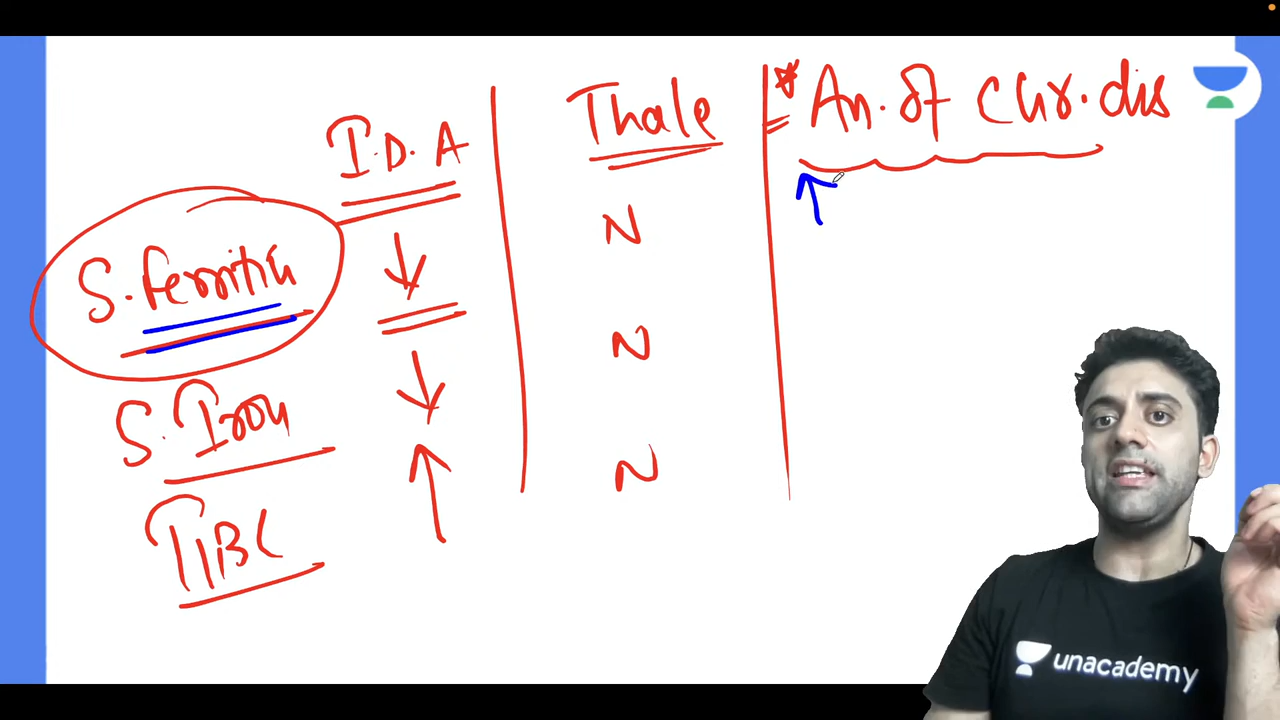 I.D.A Thale * An. of Chr. dis
S. Ferritin ↓ N ↑
S. Iron ↓ N
TIBC ↑ N
unacademy